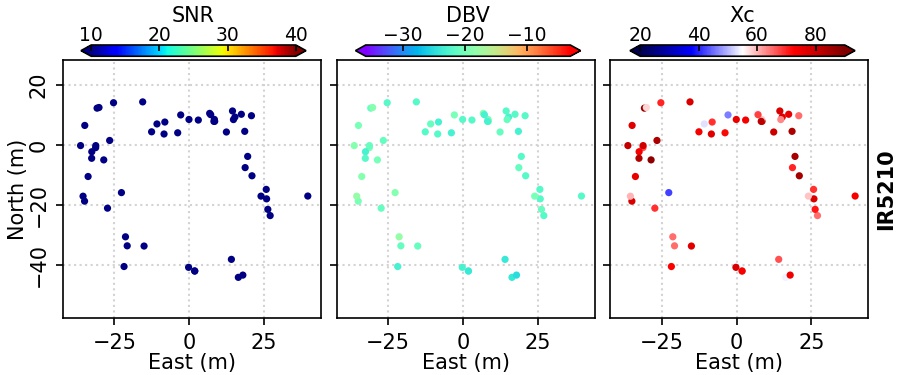 SNR DBV Xc
10 20 30 40 −30 −20 −10 20 40 60 80
20
0
−20
−40
North (m)
IR5210
−25 0 25 −25 0 25 −25 0 25
East (m) East (m) East (m)